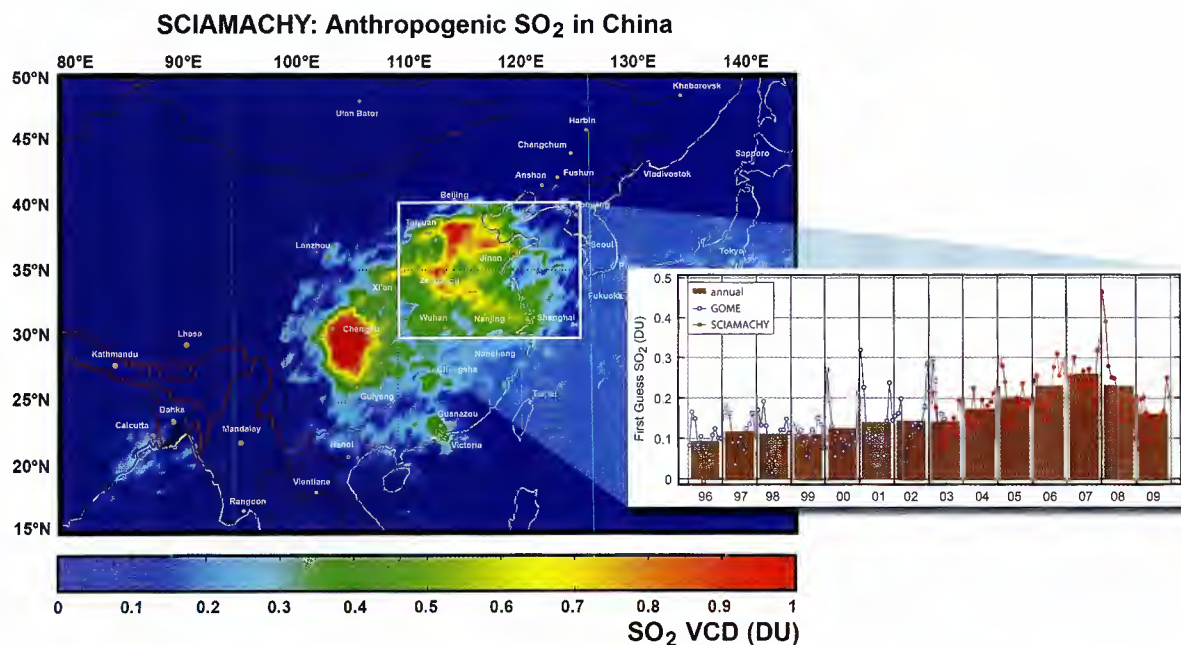 SCIAMACHY: Anthropogenic SO2 in China
80°E 90°E 100°E 110°E 120°E 130°E 140°E
50°N
45°N
40°N
35°N
30°N
25°N
20°N
15°N
Khabarovsk
Ulan Bator
Harbin
Changchum
Sapporo
Anshan
Fushun
Vladivostok
Beijing
Taiyuan
Lanzhou
Seoul
Tokyo
Jinan
Xi'an
Fukuoka
Wuhan
Nanjing
Shanghai
Chengdu
Lhasa
Kathmandu
Nanchang
Taipei
Guiyang
Dahka
Guanazou
Calcutta
Mandalay
Victoria
Hanoi
Vientiane
Rangoon
0 0.1 0.2 0.3 0.4 0.5 0.6 0.7 0.8 0.9 1
SO2 VCD (DU)
First Guess SO2 (DU)
0.5
0.4
0.3
0.2
0.1
0
annual
GOME
SCIAMACHY
96 97 98 99 00 01 02 03 04 05 06 07 08 09